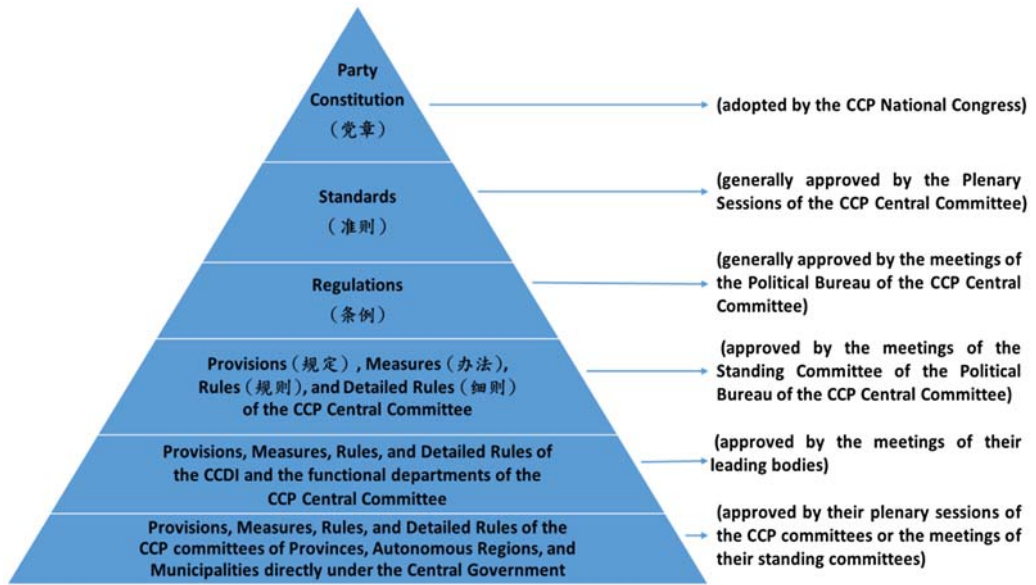 Party
Constitution
（党章）
(adopted by the CCP National Congress)
Standards
（准则）
(generally approved by the Plenary
Sessions of the CCP Central Committee)
Regulations
（条例）
(generally approved by the meetings of
the Political Bureau of the CCP Central
Committee)
Provisions（规定）, Measures（办法）,
Rules（规则）, and Detailed Rules（细则）
of the CCP Central Committee
(approved by the meetings of the
Standing Committee of the Political
Bureau of the CCP Central Committee)
Provisions, Measures, Rules, and Detailed Rules of
the CCDI and the functional departments of the
CCP Central Committee
(approved by the meetings of their
leading bodies)
Provisions, Measures, Rules, and Detailed Rules of the
CCP committees of Provinces, Autonomous Regions, and
Municipalities directly under the Central Government
(approved by their plenary sessions of
the CCP committees or the meetings of
their standing committees)